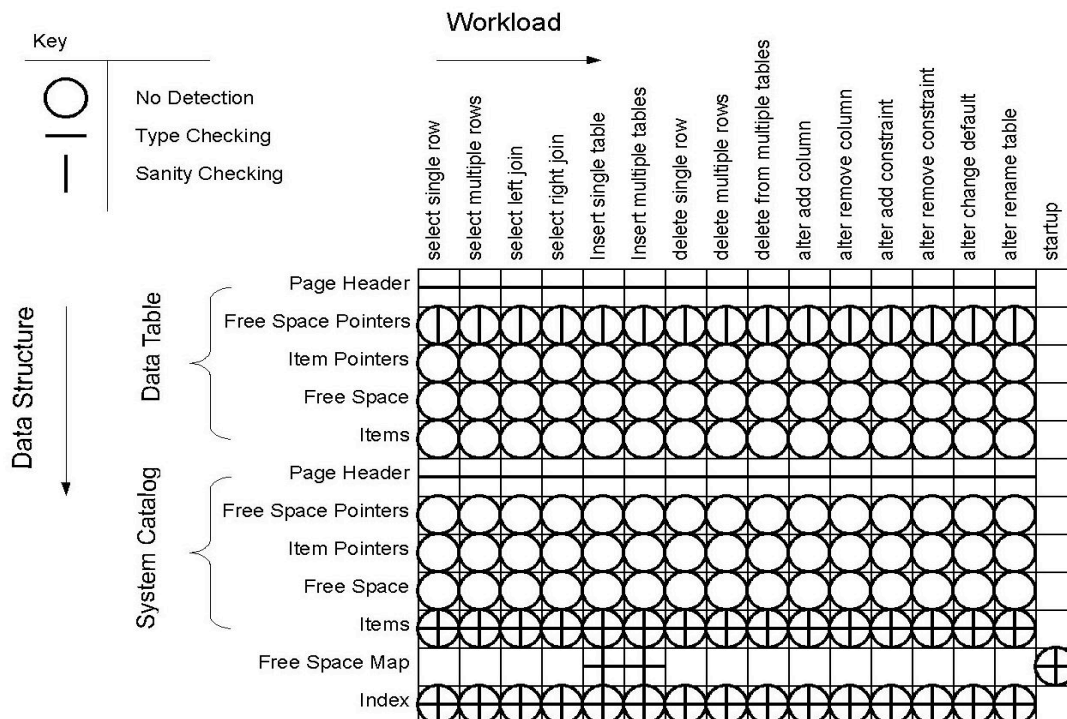 Workload
Key
No Detection
Type Checking
Sanity Checking
select single row
select multiple rows
select left join
select right join
Insert single table
Insert multiple tables
delete single row
delete multiple rows
delete from multiple tables
alter add column
alter remove column
alter add constraint
alter remove constraint
alter change default
alter rename table
startup
Data Structure
Data Table
Page Header
Free Space Pointers
Item Pointers
Free Space
Items
System Catalog
Page Header
Free Space Pointers
Item Pointers
Free Space
Items
Free Space Map
Index